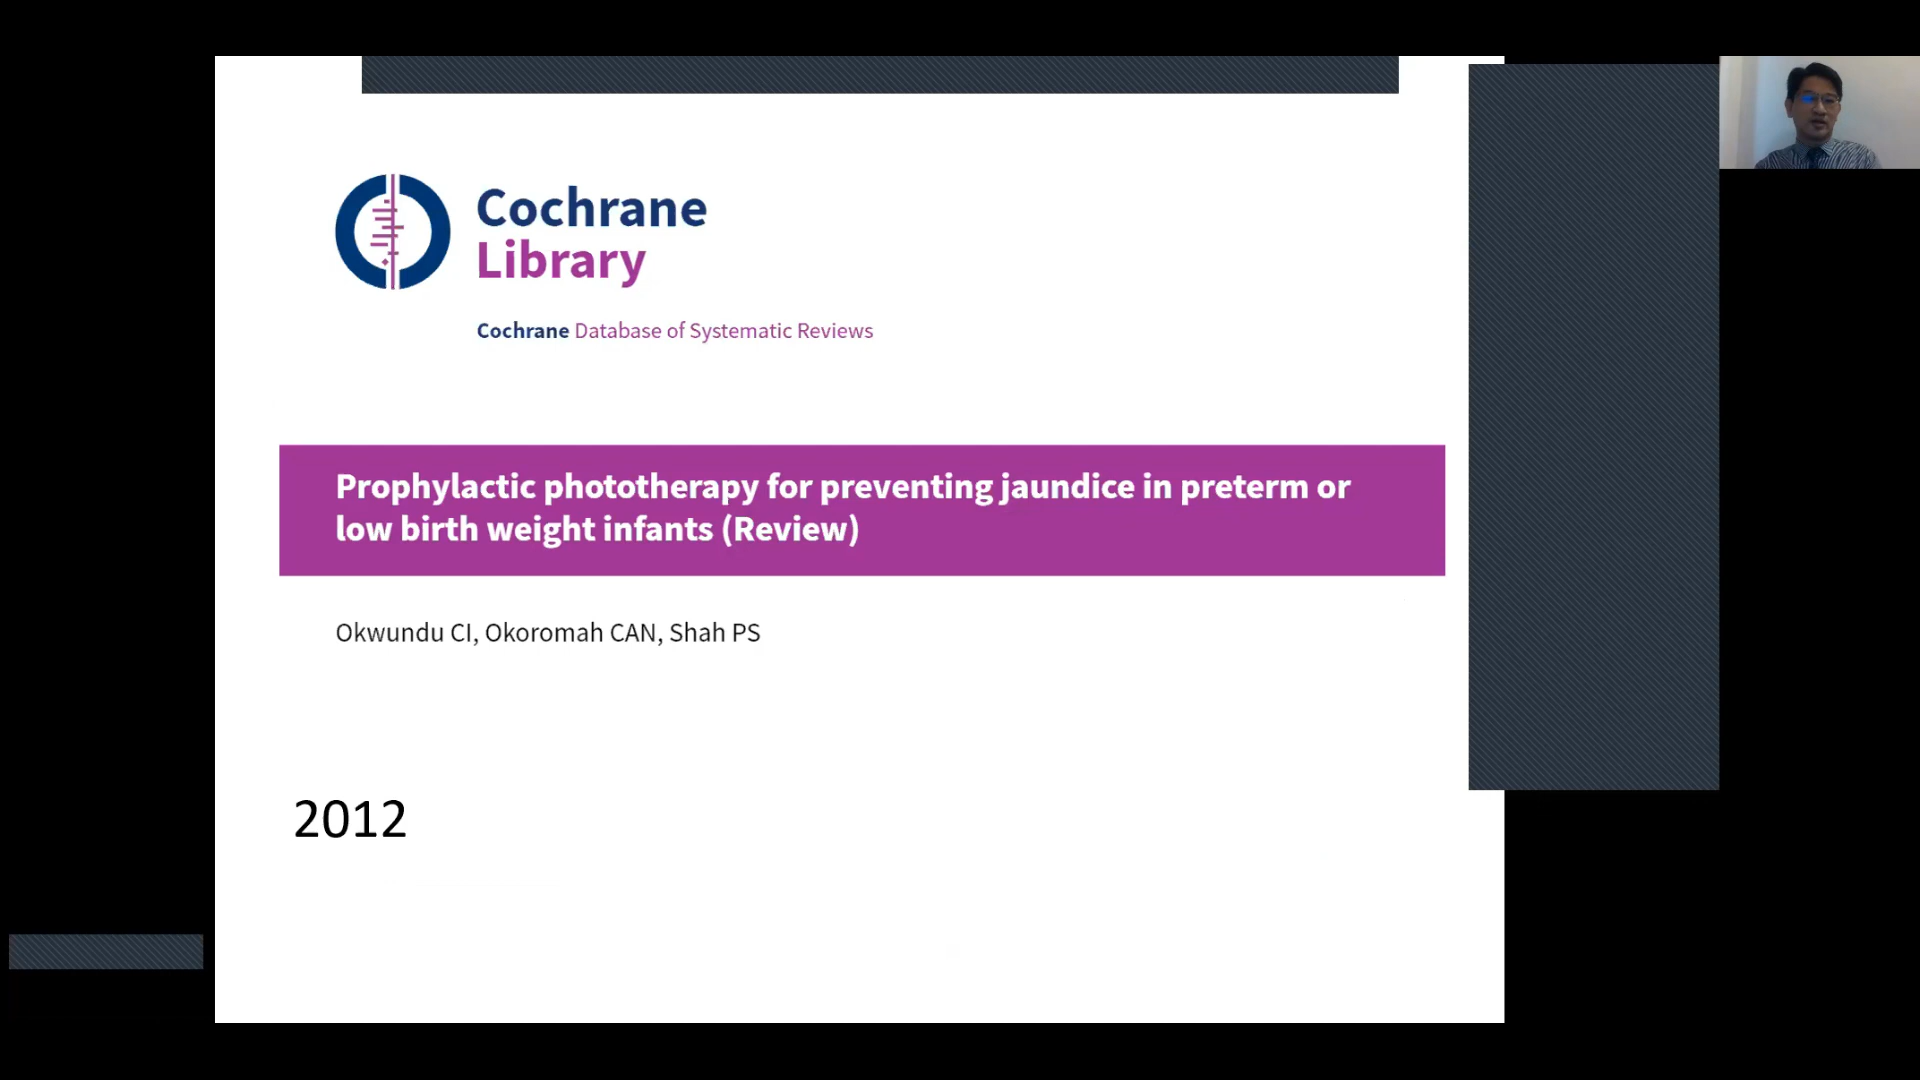 Cochrane
Library
Cochrane Database of Systematic Reviews
Prophylactic phototherapy for preventing jaundice in preterm or
low birth weight infants (Review)
Okwundu CI, Okoromah CAN, Shah PS
2012